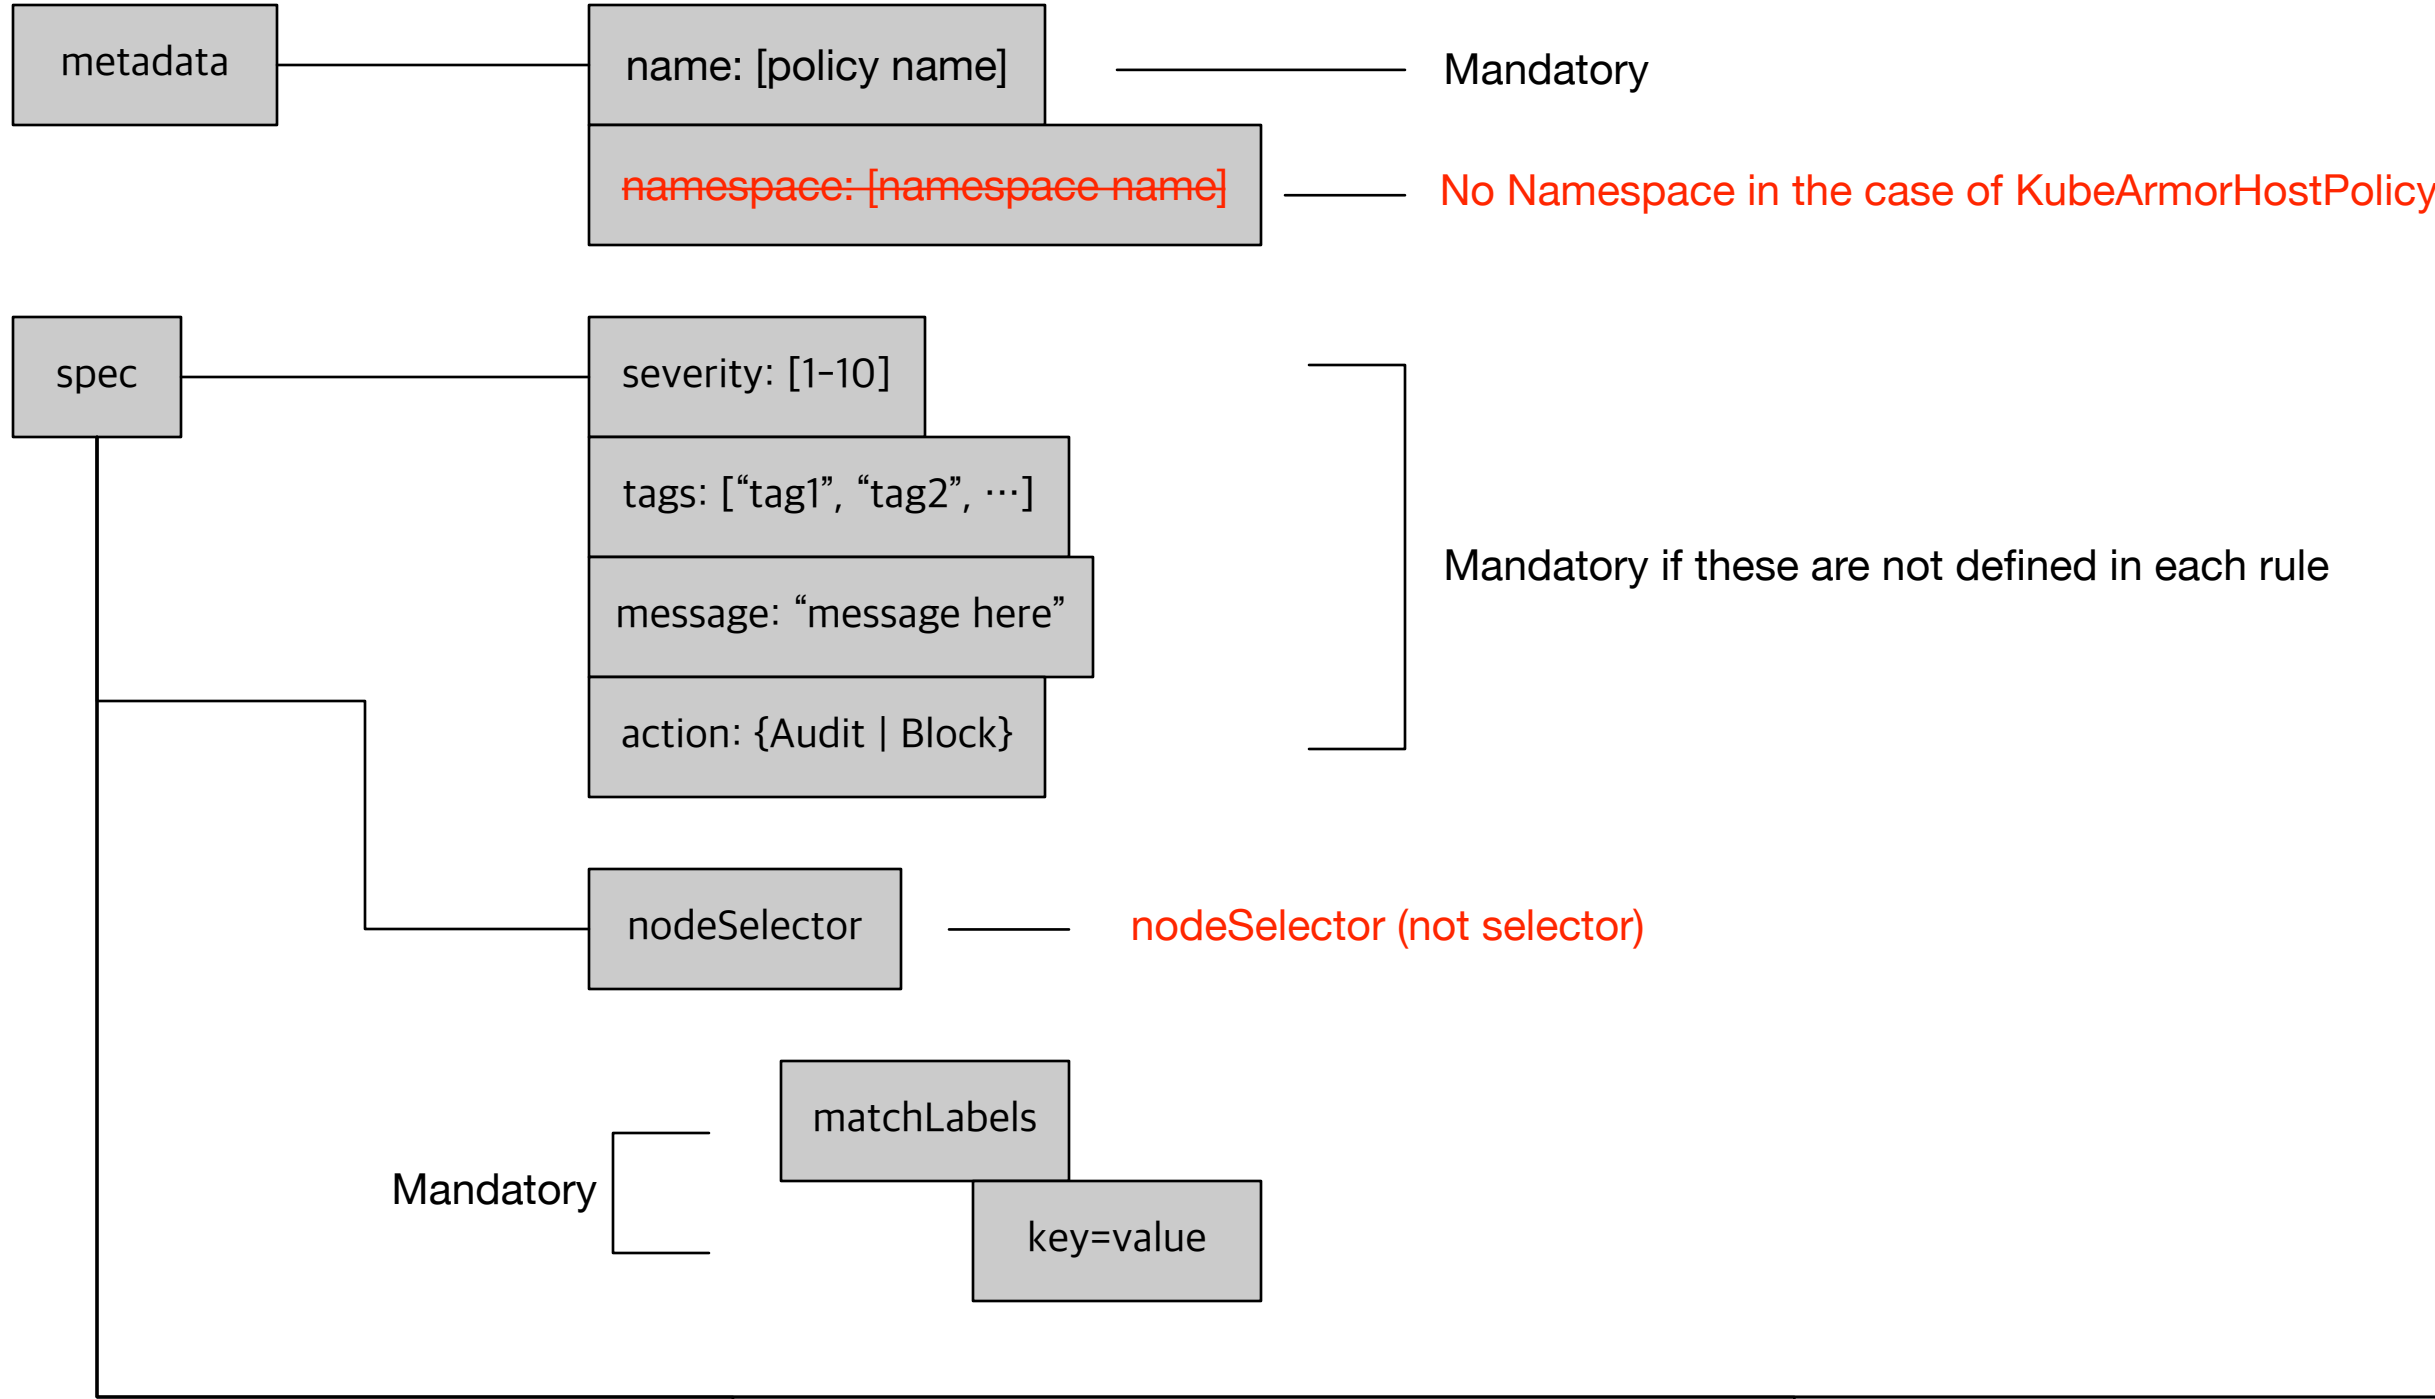 metadata
name: [policy name]
Mandatory
namespace: [namespace name]
No Namespace in the case of KubeArmorHostPolicy
spec
severity: [1-10]
tags: [“tag1”, “tag2”, ⋯]
Mandatory if these are not defined in each rule
message: “message here”
action: {Audit | Block}
nodeSelector
nodeSelector (not selector)
matchLabels
Mandatory
key=value